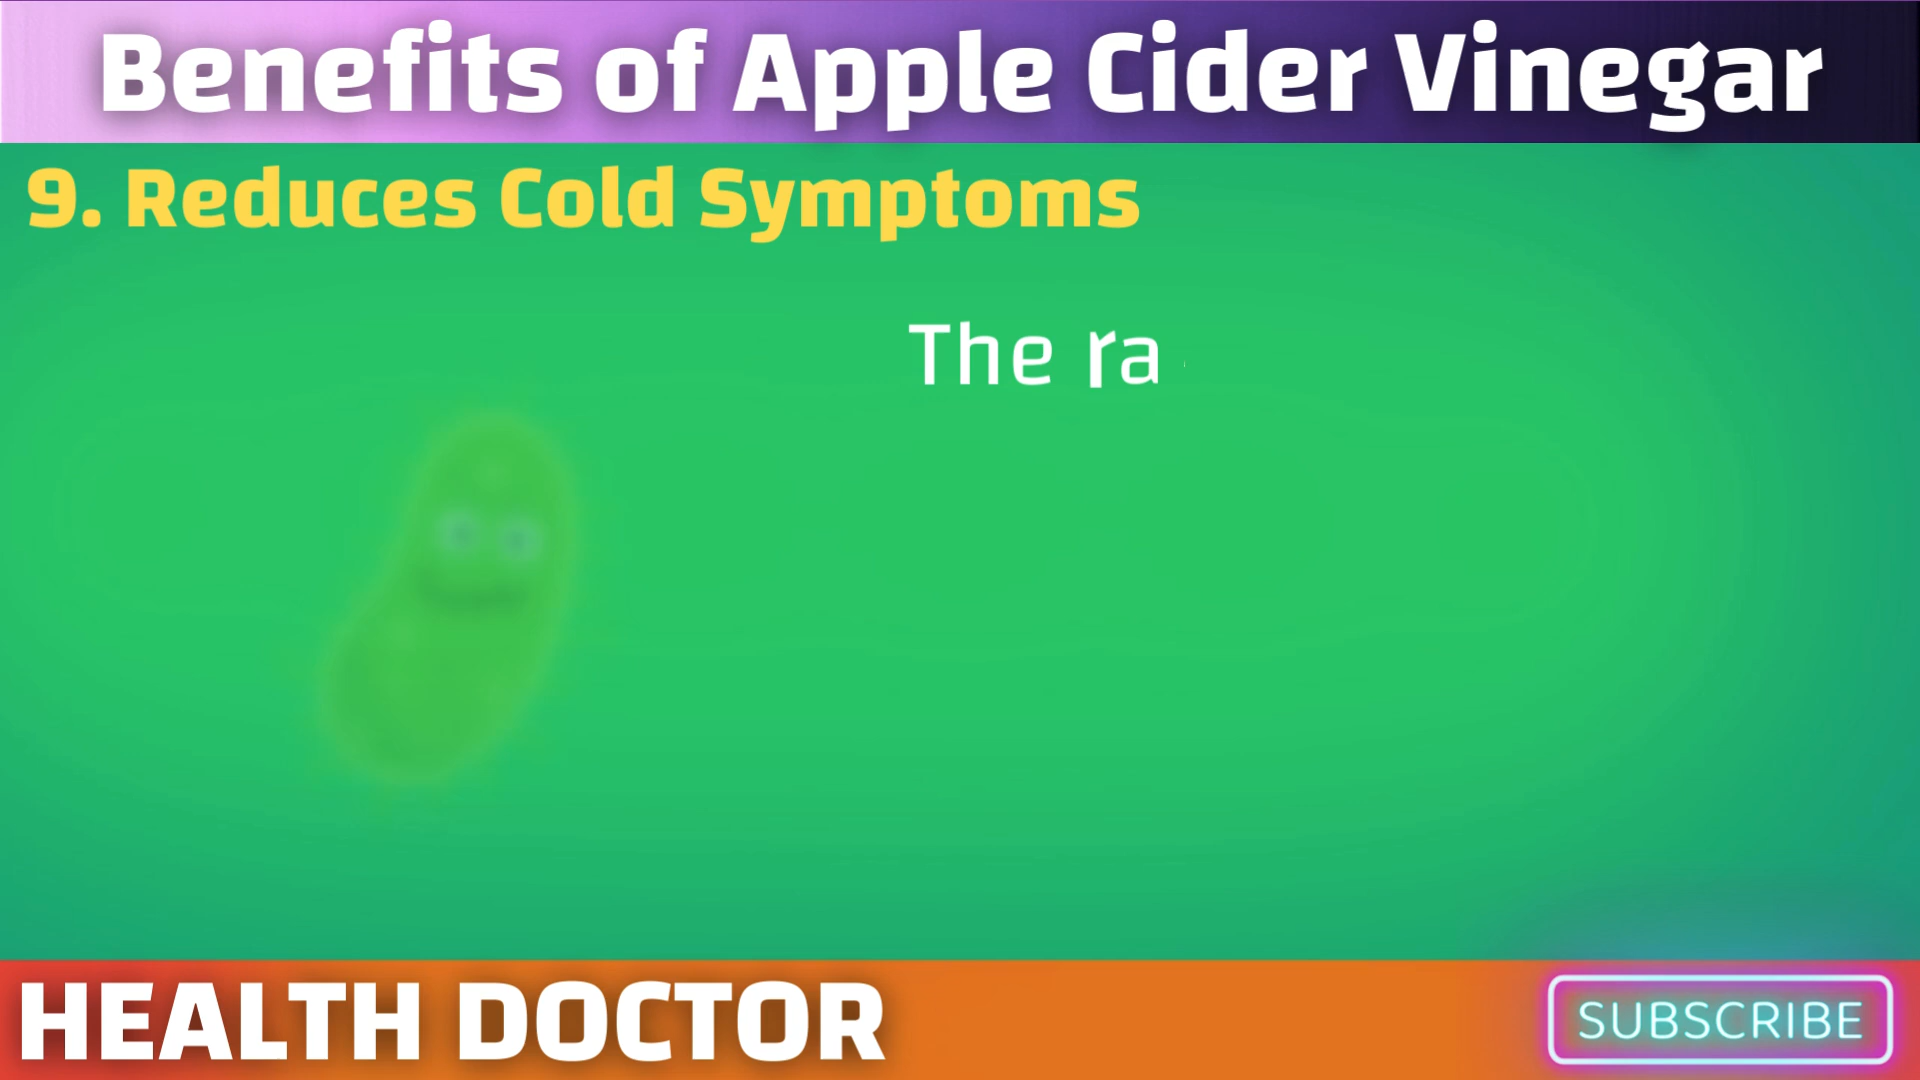 Benefits of Apple Cider Vinegar
9. Reduces Cold Symptoms
The ra
HEALTH DOCTOR
SUBSCRIBE